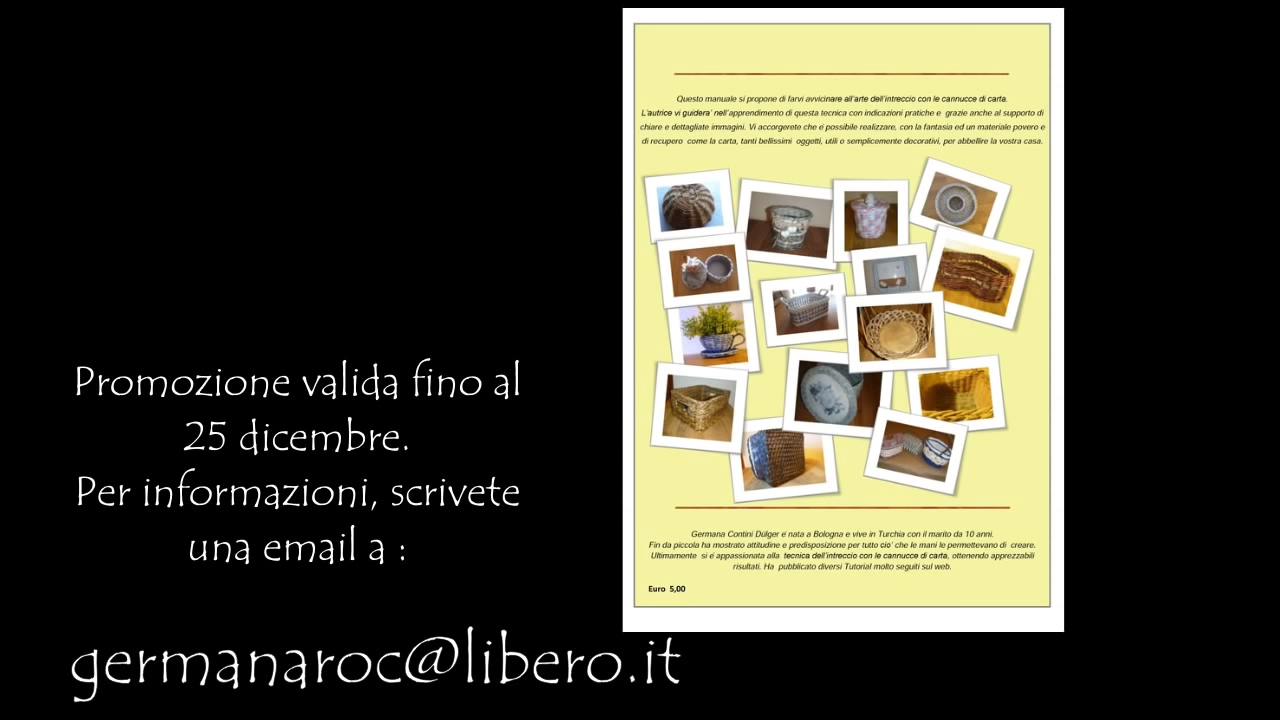 Promozione valida fino al
25 dicembre.
Per informazioni, scrivete
una email a :
germanaroc@libero.it
Questo manuale si propone di farvi avvicinare all'arte dell'intreccio con le cannucce di carta.
L'autrice vi guidera' nell'apprendimento di questa tecnica con indicazioni pratiche e grazie anche al supporto di
chiare e dettagliate immagini. Vi accorgerete che é possibile realizzare, con la fantasia ed un materiale povero e
di recupero come la carta, tanti bellissimi oggetti, utili o semplicemente decorativi, per abbellire la vostra casa.
Germana Contini Dülger é nata a Bologna e vive in Turchia con il marito da 10 anni.
Fin da piccola ha mostrato attitudine e predisposizione per tutto cio' che le mani le permettevano di creare.
Ultimamente si é appassionata alla tecnica dell'intreccio con le cannucce di carta, ottenendo apprezzabili
risultati. Ha pubblicato diversi Tutorial molto seguiti sul web.
Euro 5,00